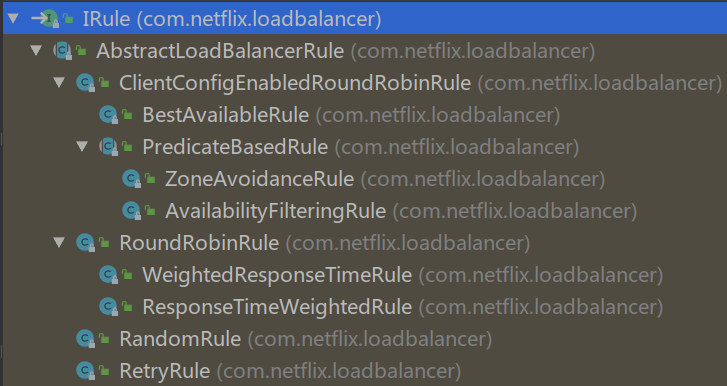 IRule (com.netflix.loadbalancer)
AbstractLoadBalancerRule (com.netflix.loadbalancer)
ClientConfigEnabledRoundRobinRule (com.netflix.loadbalancer)
BestAvailableRule (com.netflix.loadbalancer)
PredicateBasedRule (com.netflix.loadbalancer)
ZoneAvoidanceRule (com.netflix.loadbalancer)
AvailabilityFilteringRule (com.netflix.loadbalancer)
RoundRobinRule (com.netflix.loadbalancer)
WeightedResponseTimeRule (com.netflix.loadbalancer)
ResponseTimeWeightedRule (com.netflix.loadbalancer)
RandomRule (com.netflix.loadbalancer)
RetryRule (com.netflix.loadbalancer)